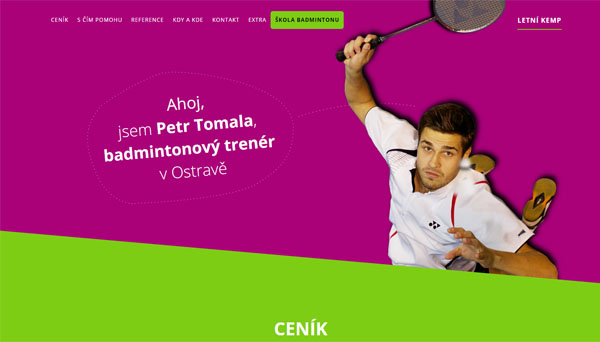 CENÍK S ČÍM POMOHU REFERENCE KDY A KDE KONTAKT EXTRA ŠKOLA BADMINTONU LETNÍ KEMP
Ahoj,
jsem Petr Tomala,
badmintonový trenér
v Ostravě
CENÍK